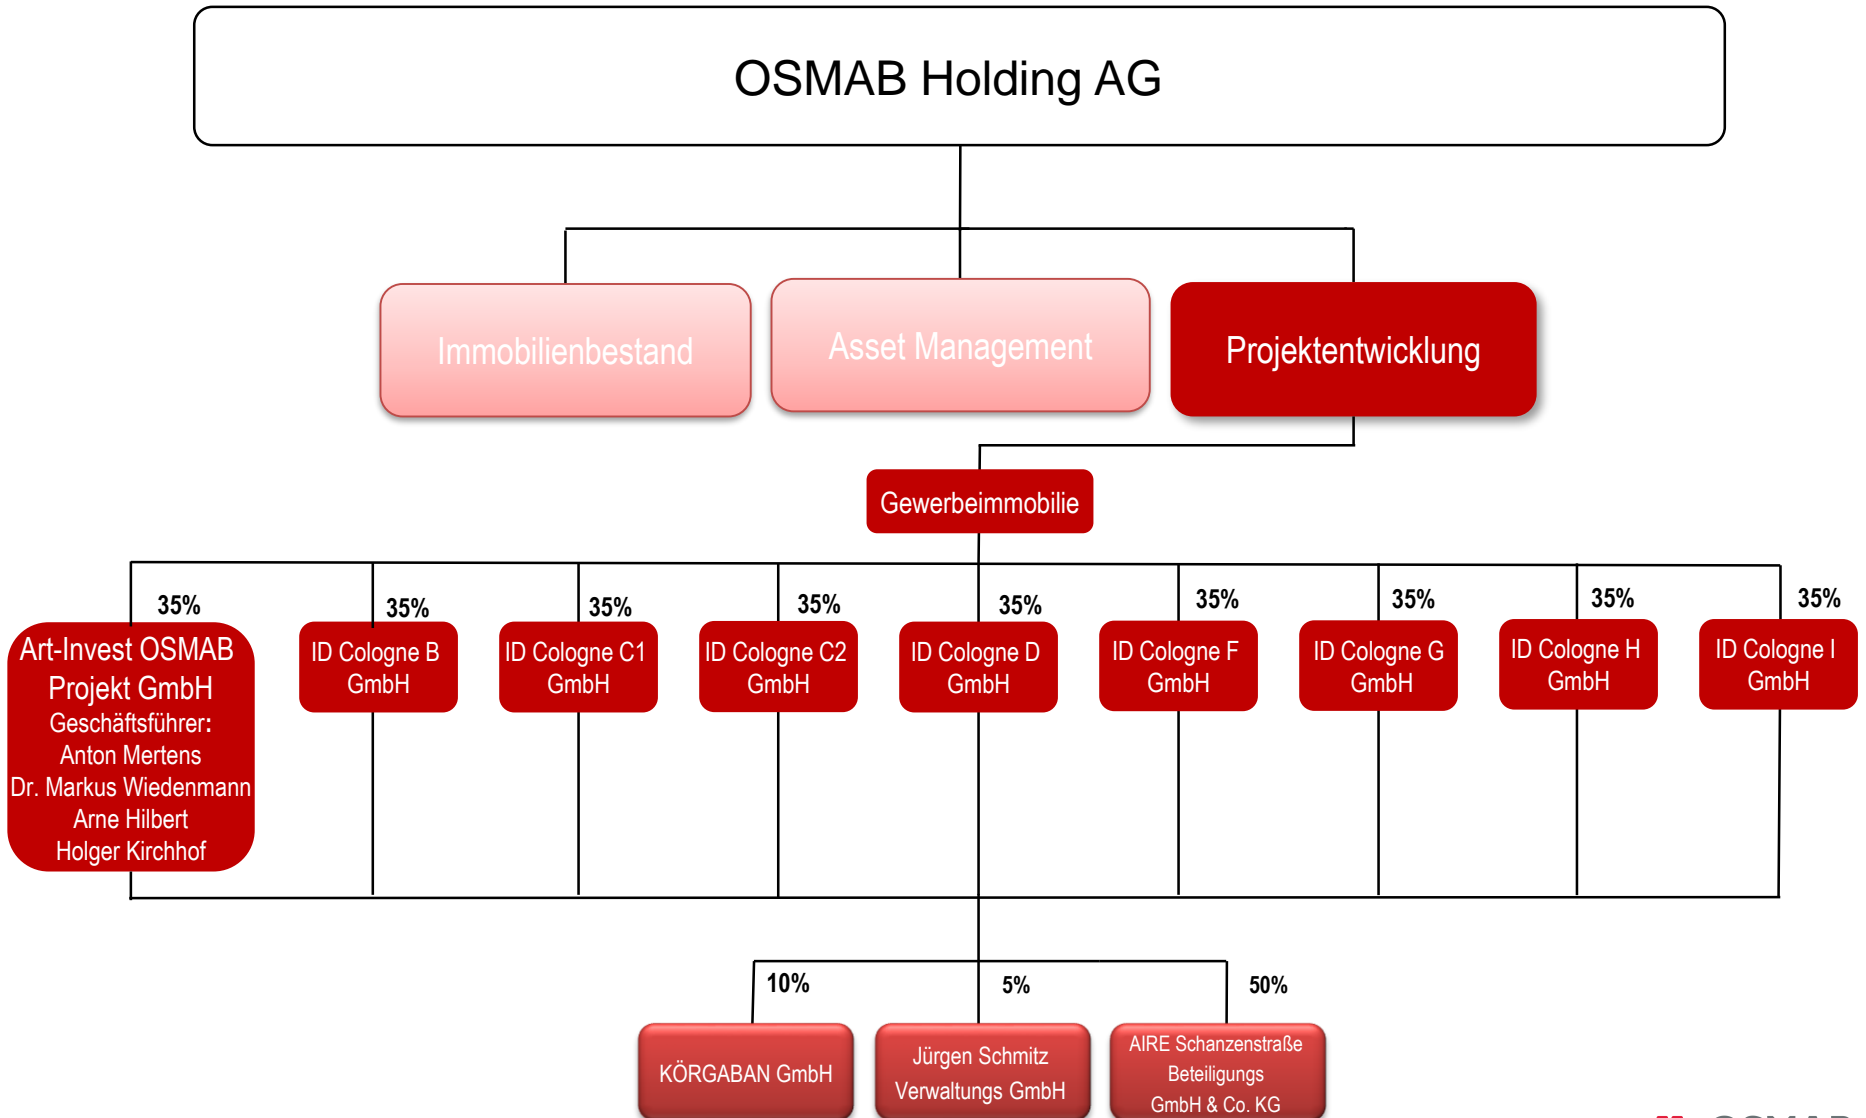 OSMAB Holding AG
Immobilienbestand
Asset Management
Projektentwicklung
Gewerbeimmobilie
35%
35%
35%
35%
35%
35%
35%
35%
35%
Art-Invest OSMAB
Projekt GmbH
Geschäftsführer:
Anton Mertens
Dr. Markus Wiedenmann
Arne Hilbert
Holger Kirchhof
ID Cologne B
GmbH
ID Cologne C1
GmbH
ID Cologne C2
GmbH
ID Cologne D
GmbH
ID Cologne F
GmbH
ID Cologne G
GmbH
ID Cologne H
GmbH
ID Cologne I
GmbH
10%
5%
50%
KÖRGABAN GmbH
Jürgen Schmitz
Verwaltungs GmbH
AIRE Schanzenstraße
Beteiligungs
GmbH & Co. KG
OSMAB